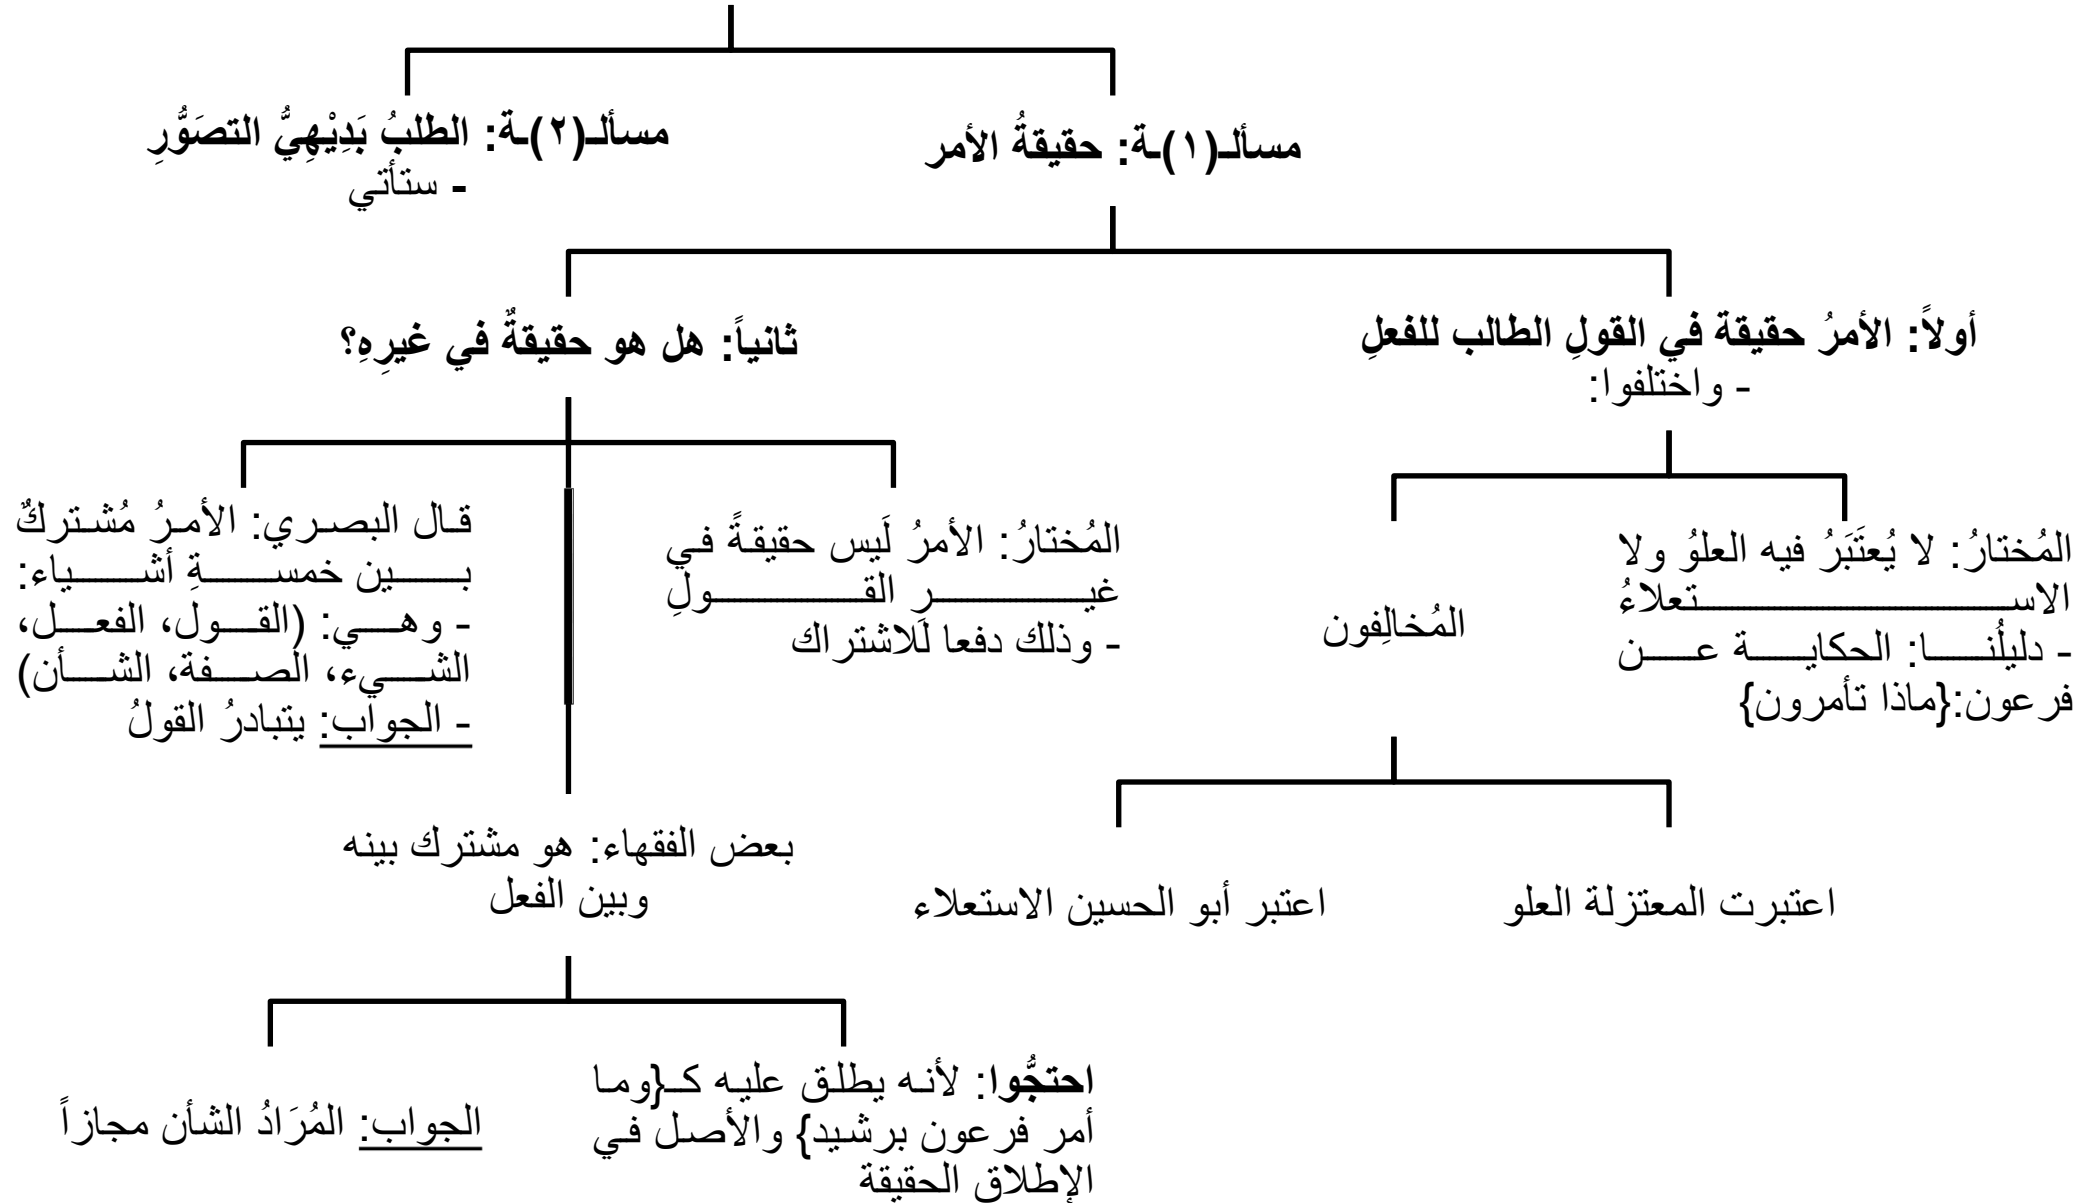 مسألـ(١)ـة: حقيقةُ الأمر
مسألـ(٢)ـة: الطلبُ بَدِيْهِيُّ التصَوُّرِ
- ستأتي
أولاً: الأمرُ حقيقة في القولِ الطالب للفعلِ
- واختلفوا:
ثانياً: هل هو حقيقةٌ في غيرِهِ؟
المُختارُ: لا يُعتَبَرُ فيه العلوُ ولا
الاستعلاءُ
- دليلُنا: الحكاية عن
فرعون:{ماذا تأمرون}
المُخالِفون
المُختارُ: الأمرُ لَيس حقيقةً في
غيرِ القولِ
- وذلك دفعا للاشتراك
قال البصري: الأمرُ مُشتركٌ
بين خمسةِ أشياء:
- وهي: (القول، الفعل،
الشيء، الصفة، الشأن)
- الجواب: يتبادرُ القولُ
اعتبرت المعتزلة العلو
اعتبر أبو الحسين الاستعلاء
بعض الفقهاء: هو مشترك بينه
وبين الفعل
احتجُّوا: لأنه يطلق عليه كـ{وما
أمر فرعون برشيد} والأصل في
الإطلاق الحقيقة
الجواب: المُرَادُ الشأن مجازاً